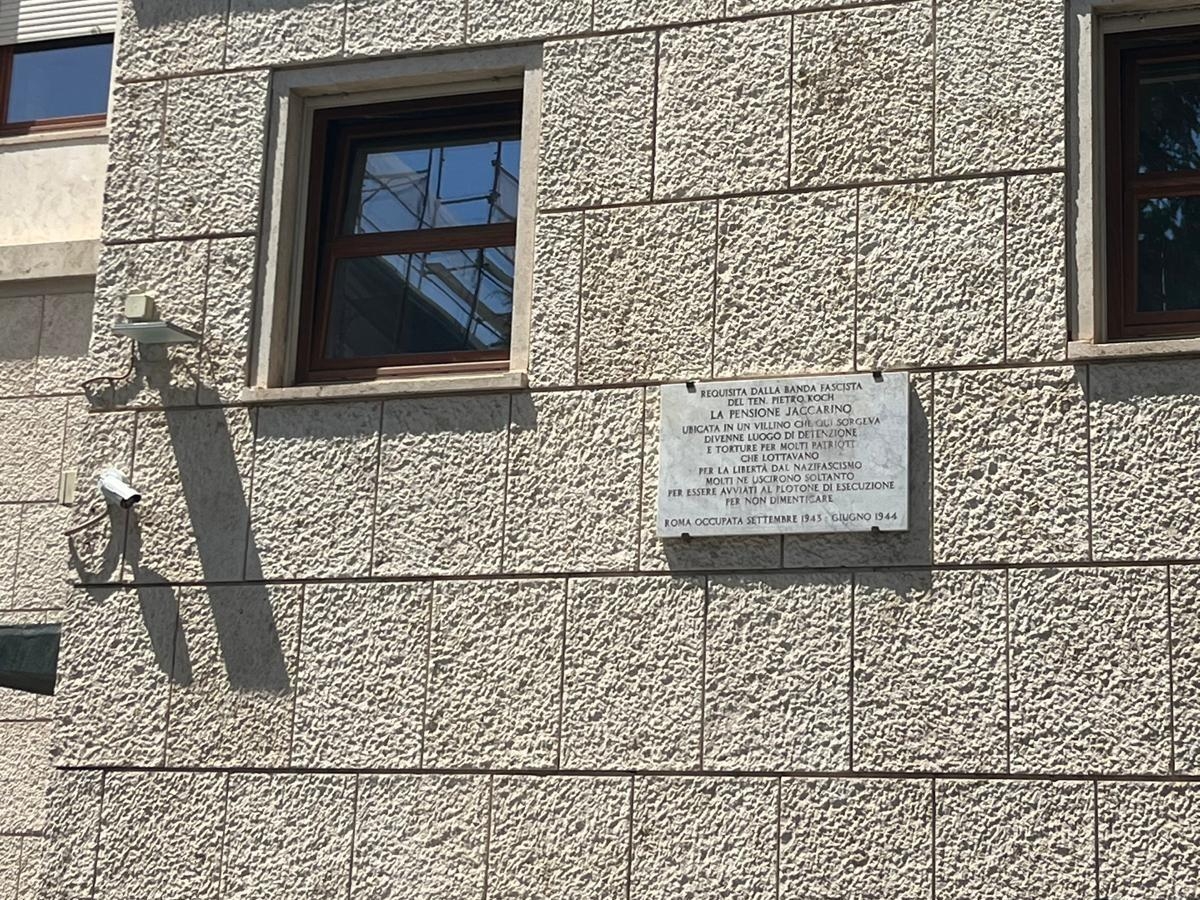 REQUISITA DALLA BANDA FASCISTA
DEL TEN. PIETRO KOCH
LA PENSIONE JACCARINO
UBICATA IN UN VILLINO CHE QUI SORGEVA
DIVENNE LUOGO DI DETENZIONE
E TORTURE PER MOLTI PATRIOTI
CHE LOTTAVANO
PER LA LIBERTÀ DAL NAZIFASCISMO
MOLTI NE USCIRONO SOLTANTO
PER ESSERE AVVIATI AL PLOTONE DI ESECUZIONE
PER NON DIMENTICARE
ROMA OCCUPATA SETTEMBRE 1943 - GIUGNO 1944